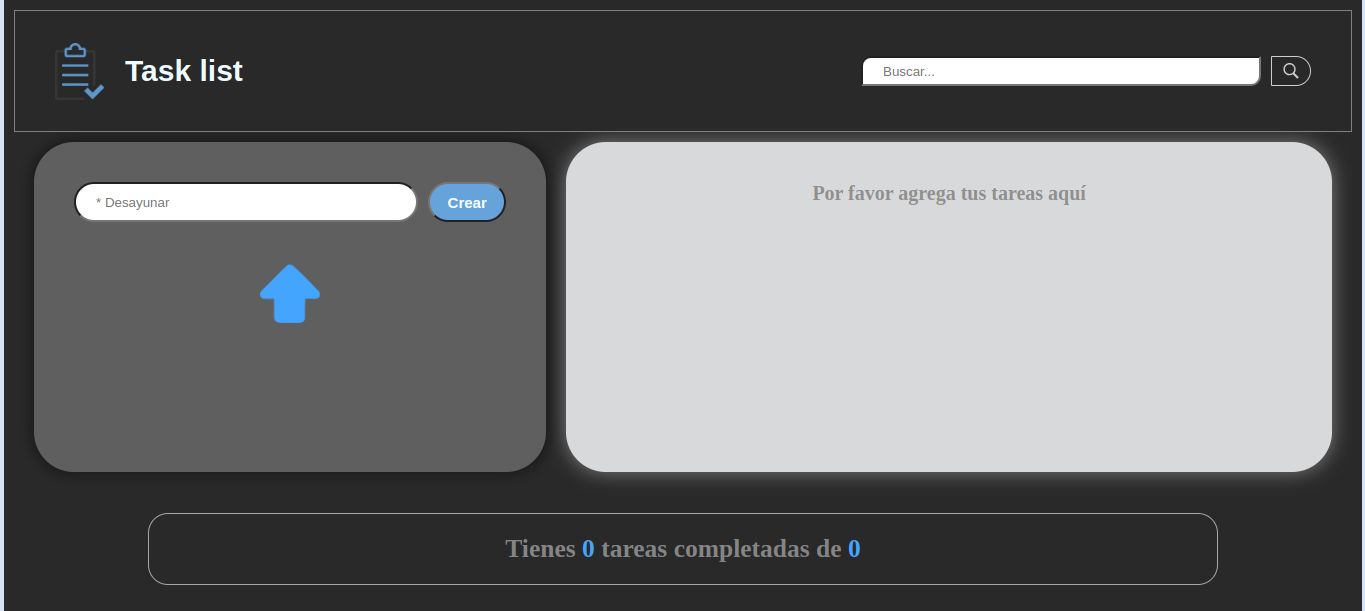 Task list
Buscar...
* Desayunar
Crear
Por favor agrega tus tareas aquí
Tienes 0 tareas completadas de 0